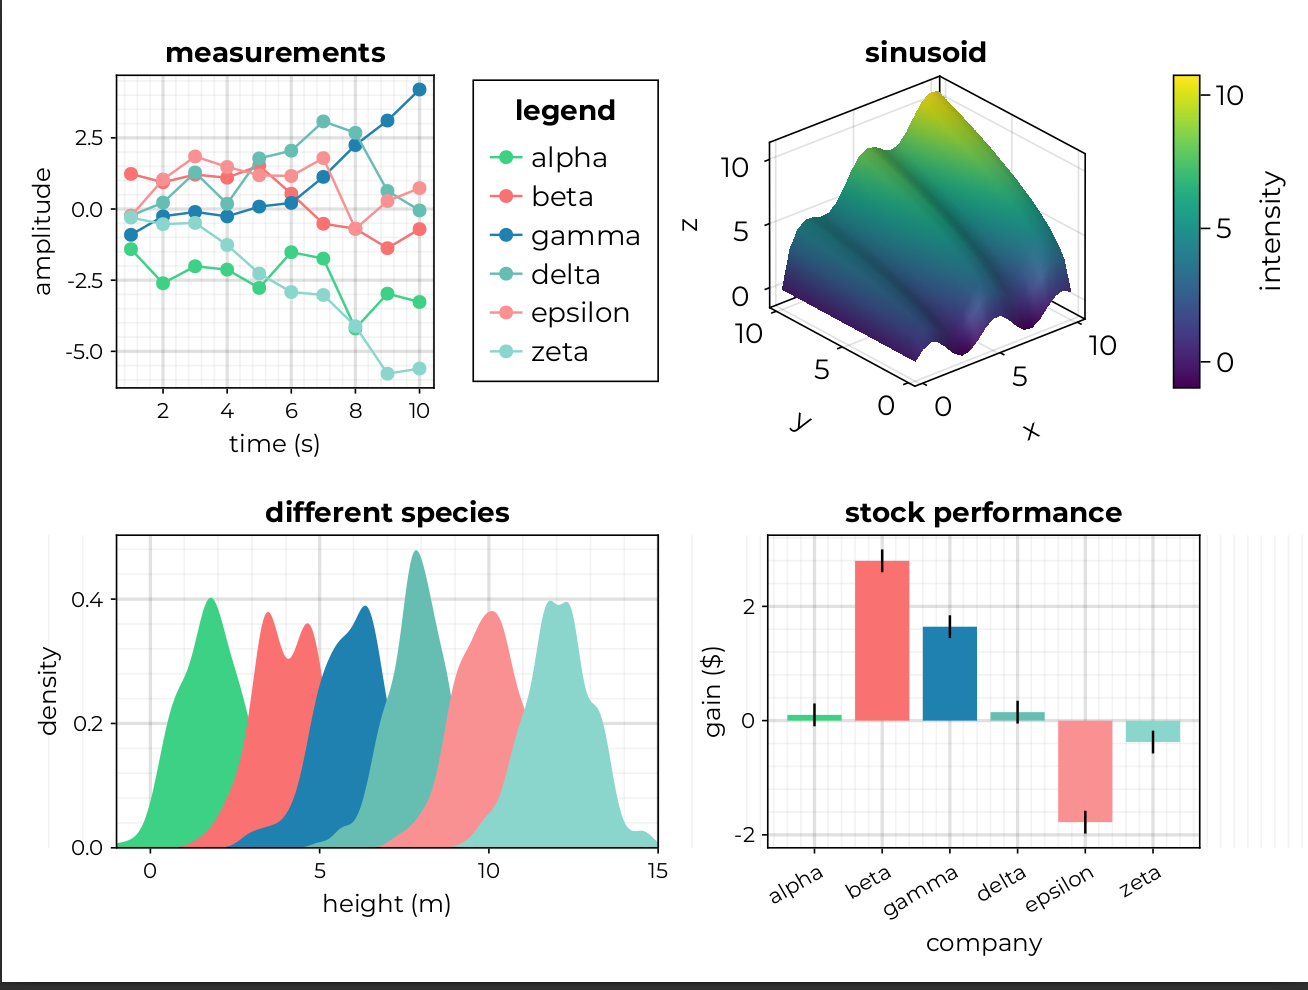 measurements
amplitude
2.5
0.0
-2.5
-5.0
2 4 6 8 10
time (s)
legend
alpha
beta
gamma
delta
epsilon
zeta
sinusoid
z
10
5
0
10
5
0
y
0
5
10
x
10
5
0
intensity
different species
density
0.4
0.2
0.0
0 5 10 15
height (m)
stock performance
gain ($)
2
0
-2
alpha beta gamma delta epsilon zeta
company